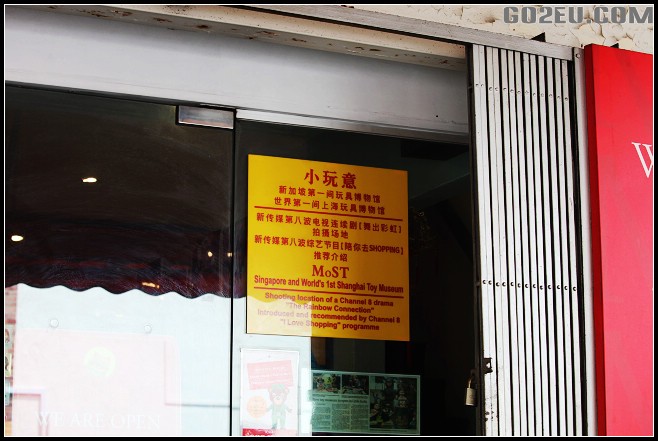 GO2EU.COM
小玩意
新加坡第一间玩具博物馆
世界第一间上海玩具博物馆
新传媒第八波电视连续剧【舞出彩虹】
拍摄场地
新传媒第八波综艺节目【陪你去SHOPPING】
推荐介绍
MoST
Singapore and World's 1st Shanghai Toy Museum
Shooting location of a Channel 8 drama
"The Rainbow Connection"
Introduced and recommended by Channel 8
"I Love Shopping" programme
W
WE ARE OPEN